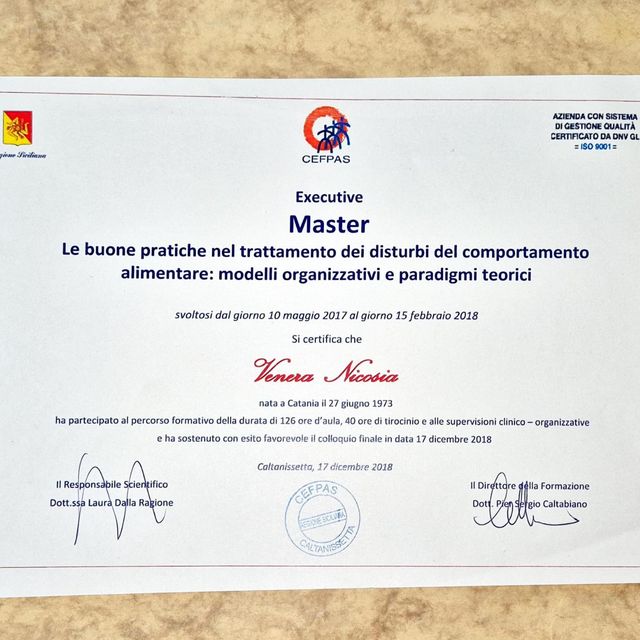 AZIENDA CON SISTEMA
DI GESTIONE QUALITÀ
CERTIFICATO DA DNV GL
= ISO 9001 =
Siciliana
CEFPAS
Executive
Master
Le buone pratiche nel trattamento dei disturbi del comportamento
alimentare: modelli organizzativi e paradigmi teorici
svoltosi dal giorno 10 maggio 2017 al giorno 15 febbraio 2018
Si certifica che
Venera Nicosia
nata a Catania il 27 giugno 1973
ha partecipato al percorso formativo della durata di 126 ore d'aula, 40 ore di tirocinio e alle supervisioni clinico – organizzative
e ha sostenuto con esito favorevole il colloquio finale in data 17 dicembre 2018
Caltanissetta, 17 dicembre 2018
Il Responsabile Scientifico
Dott.ssa Laura Dalla Ragione
CEFPAS
REGIONE SICILIANA
CALTANISSETTA
Il Direttore della Formazione
Dott. Pier Sergio Caltabiano